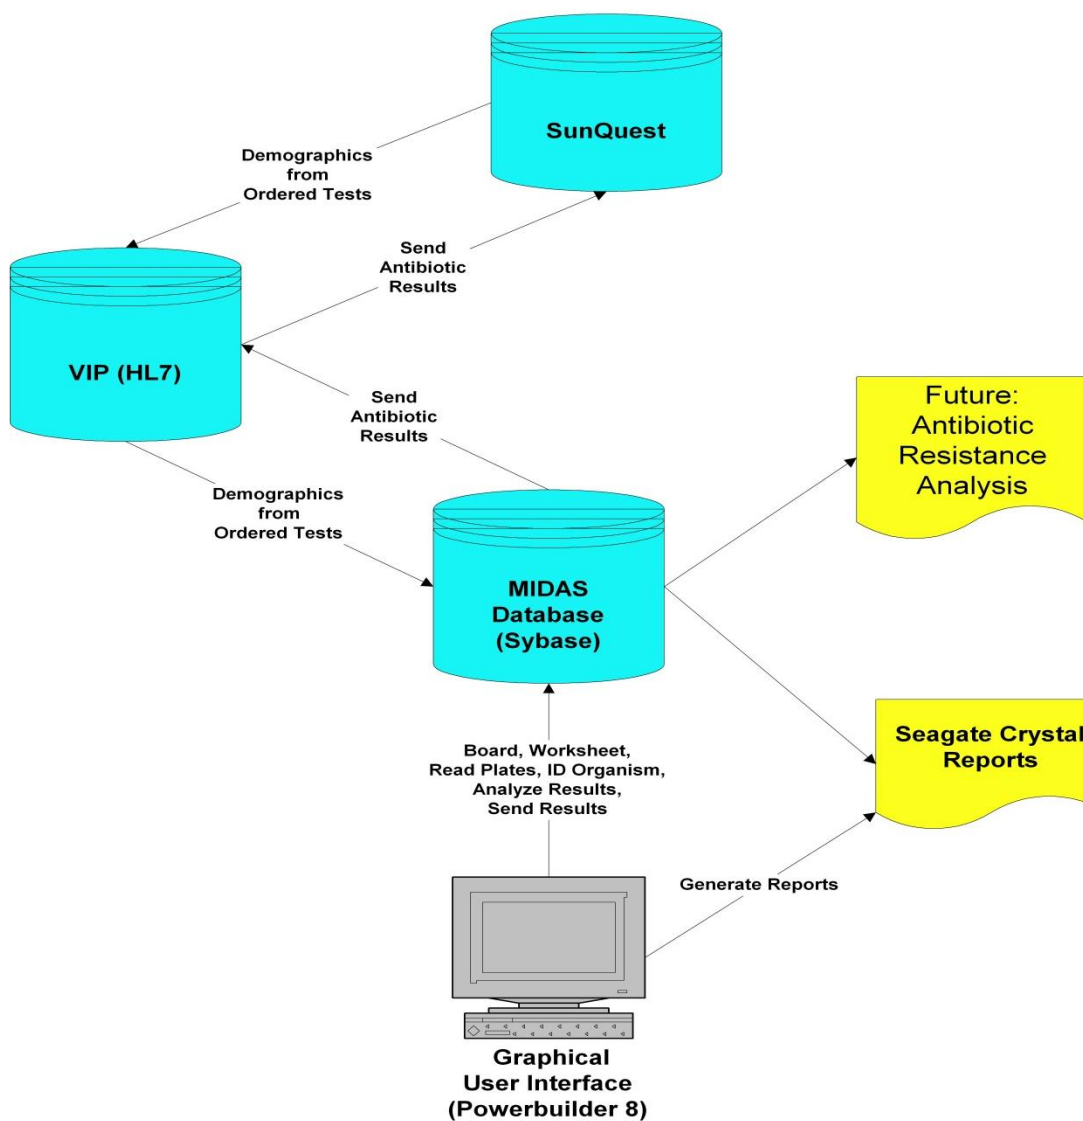 SunQuest
Demographics
from
Ordered Tests
Send
Antibiotic
Results
VIP (HL7)
Send
Antibiotic
Results
Future:
Antibiotic
Resistance
Analysis
Demographics
from
Ordered Tests
MIDAS
Database
(Sybase)
Seagate Crystal
Reports
Board, Worksheet,
Read Plates, ID Organism,
Analyze Results,
Send Results
Generate Reports
Graphical
User Interface
(Powerbuilder 8)